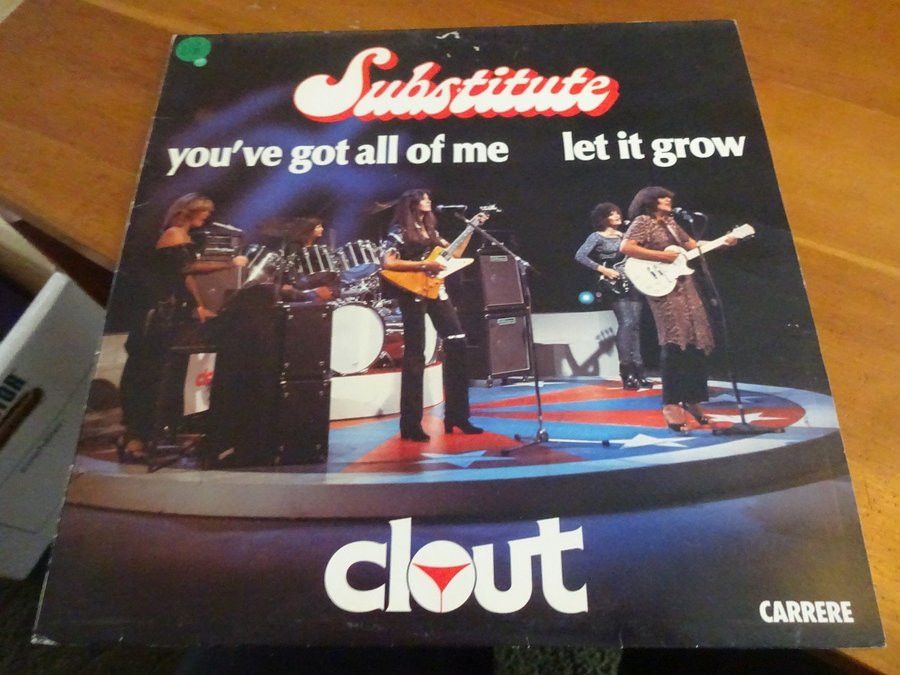 Substitute
you've got all of me let it grow
clout
CARRERE